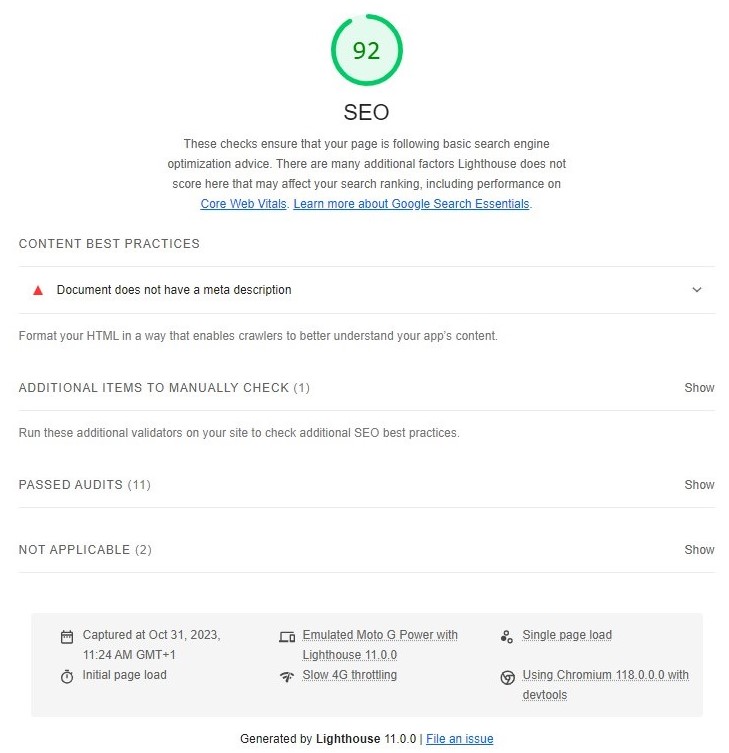 92
SEO
These checks ensure that your page is following basic search engine
optimization advice. There are many additional factors Lighthouse does not
score here that may affect your search ranking, including performance on
Core Web Vitals. Learn more about Google Search Essentials.
CONTENT BEST PRACTICES
Document does not have a meta description
Format your HTML in a way that enables crawlers to better understand your app's content.
ADDITIONAL ITEMS TO MANUALLY CHECK (1) Show
Run these additional validators on your site to check additional SEO best practices.
PASSED AUDITS (11) Show
NOT APPLICABLE (2) Show
Captured at Oct 31, 2023,
11:24 AM GMT+1
Emulated Moto G Power with
Lighthouse 11.0.0
Single page load
Initial page load
Slow 4G throttling
Using Chromium 118.0.0.0 with
devtools
Generated by Lighthouse 11.0.0 | File an issue